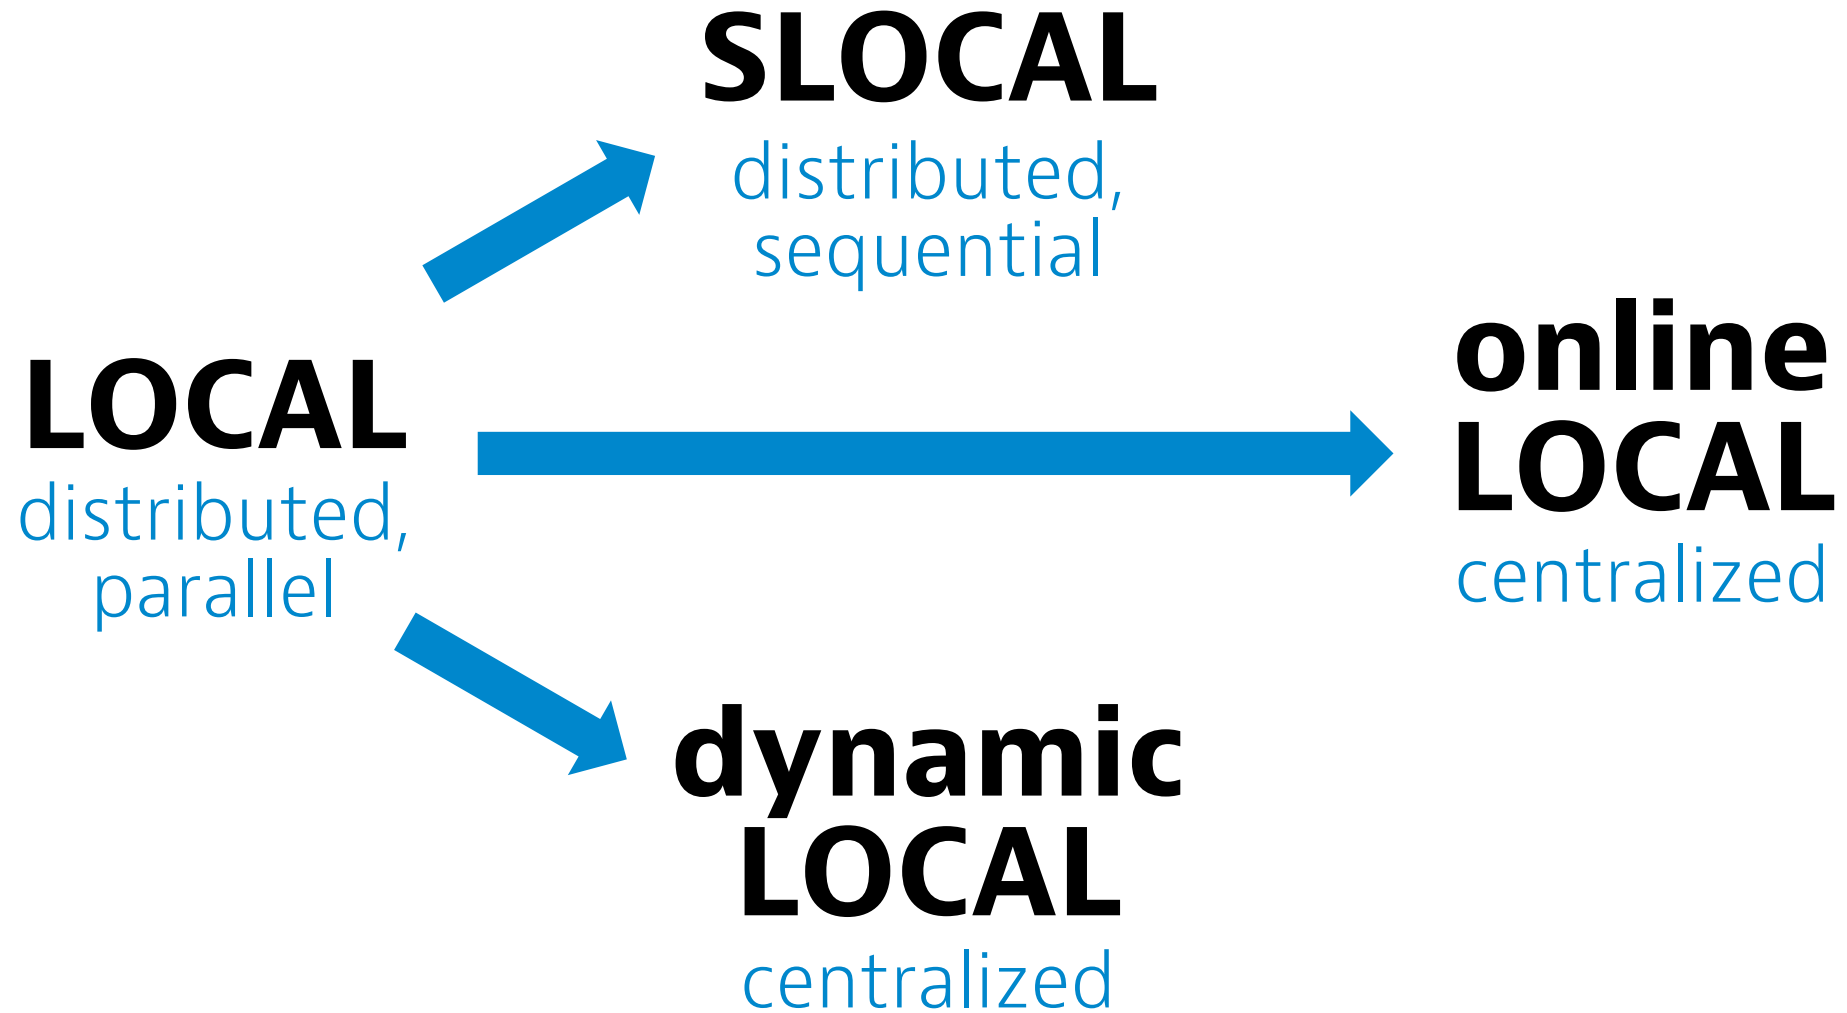 SLOCAL
distributed,
sequential
LOCAL
distributed,
parallel
online
LOCAL
centralized
dynamic
LOCAL
centralized